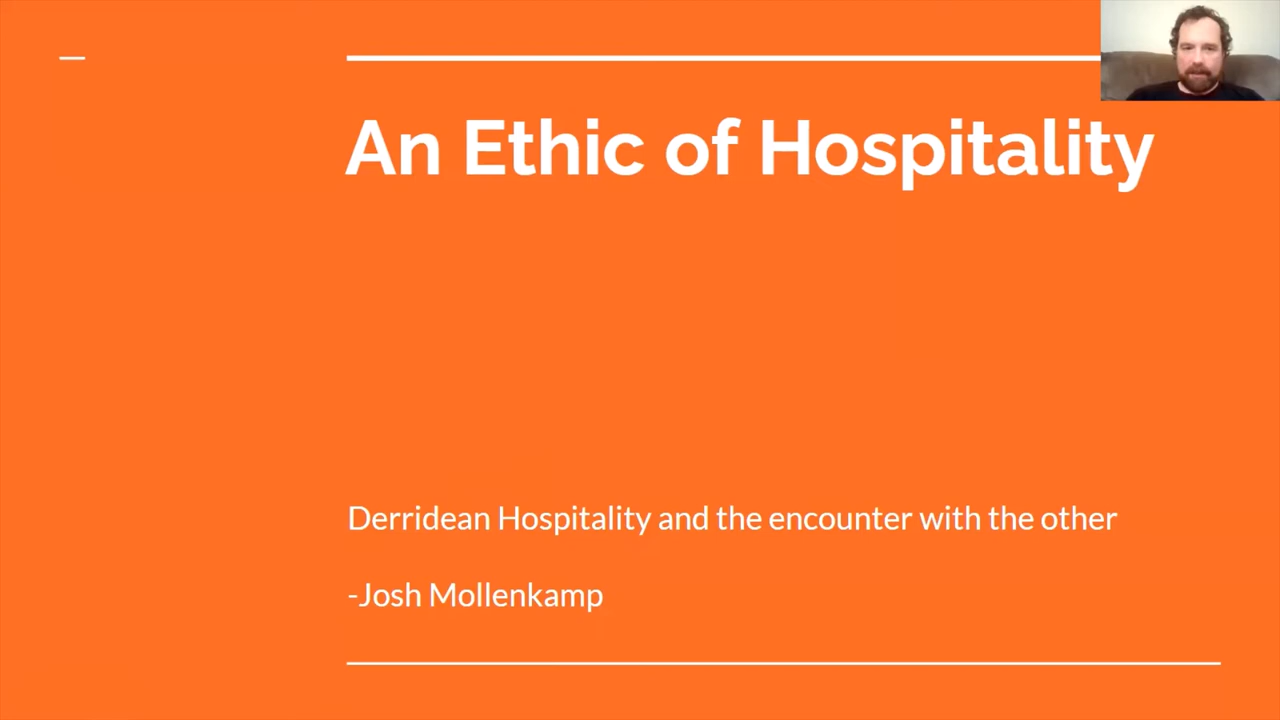 An Ethic of Hospitality
Derridean Hospitality and the encounter with the other
-Josh Mollenkamp